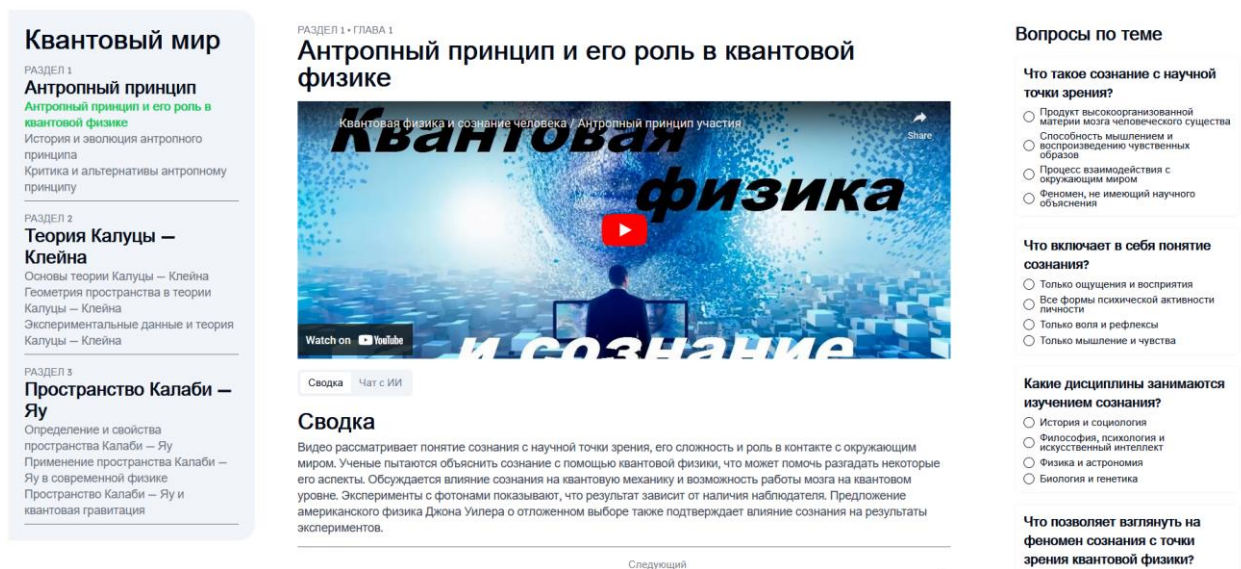 Квантовый мир
РАЗДЕЛ 1
Антропный принцип
Антропный принцип и его роль в
квантовой физике
История и эволюция антропного
принципа
Критика и альтернативы антропному
принципу
РАЗДЕЛ 2
Теория Калуцы —
Клейна
Основы теории Калуцы — Клейна
Геометрия пространства в теории
Калуцы — Клейна
Экспериментальные данные и теория
Калуцы — Клейна
РАЗДЕЛ 3
Пространство Калаби —
Яу
Определение и свойства
пространства Калаби — Яу
Применение пространства Калаби —
Яу в современной физике
Пространство Калаби — Яу и
квантовая гравитация
РАЗДЕЛ 1 • ГЛАВА 1
Антропный принцип и его роль в квантовой
физике
Квантовая физика и сознание человека / Антропный принцип участия
Share
Квантовая
физика
и сознание
Watch on YouTube
Сводка
Чат с ИИ
Сводка
Видео рассматривает понятие сознания с научной точки зрения, его сложность и роль в контакте с окружающим
миром. Ученые пытаются объяснить сознание с помощью квантовой физики, что может помочь разгадать некоторые
его аспекты. Обсуждается влияние сознания на квантовую механику и возможность работы мозга на квантовом
уровне. Эксперименты с фотонами показывают, что результат зависит от наличия наблюдателя. Предложение
американского физика Джона Уилера о отложенном выборе также подтверждает влияние сознания на результаты
экспериментов.
Следующий
Вопросы по теме
Что такое сознание с научной
точки зрения?
Продукт высокоорганизованной
материи мозга человеческого существа
Способность мышлением и
воспроизведению чувственных
образов
Процесс взаимодействия с
окружающим миром
Феномен, не имеющий научного
объяснения
Что включает в себя понятие
сознания?
Только ощущения и восприятия
Все формы психической активности
личности
Только воля и рефлексы
Только мышление и чувства
Какие дисциплины занимаются
изучением сознания?
История и социология
Философия, психология и
искусственный интеллект
Физика и астрономия
Биология и генетика
Что позволяет взглянуть на
феномен сознания с точки
зрения квантовой физики?